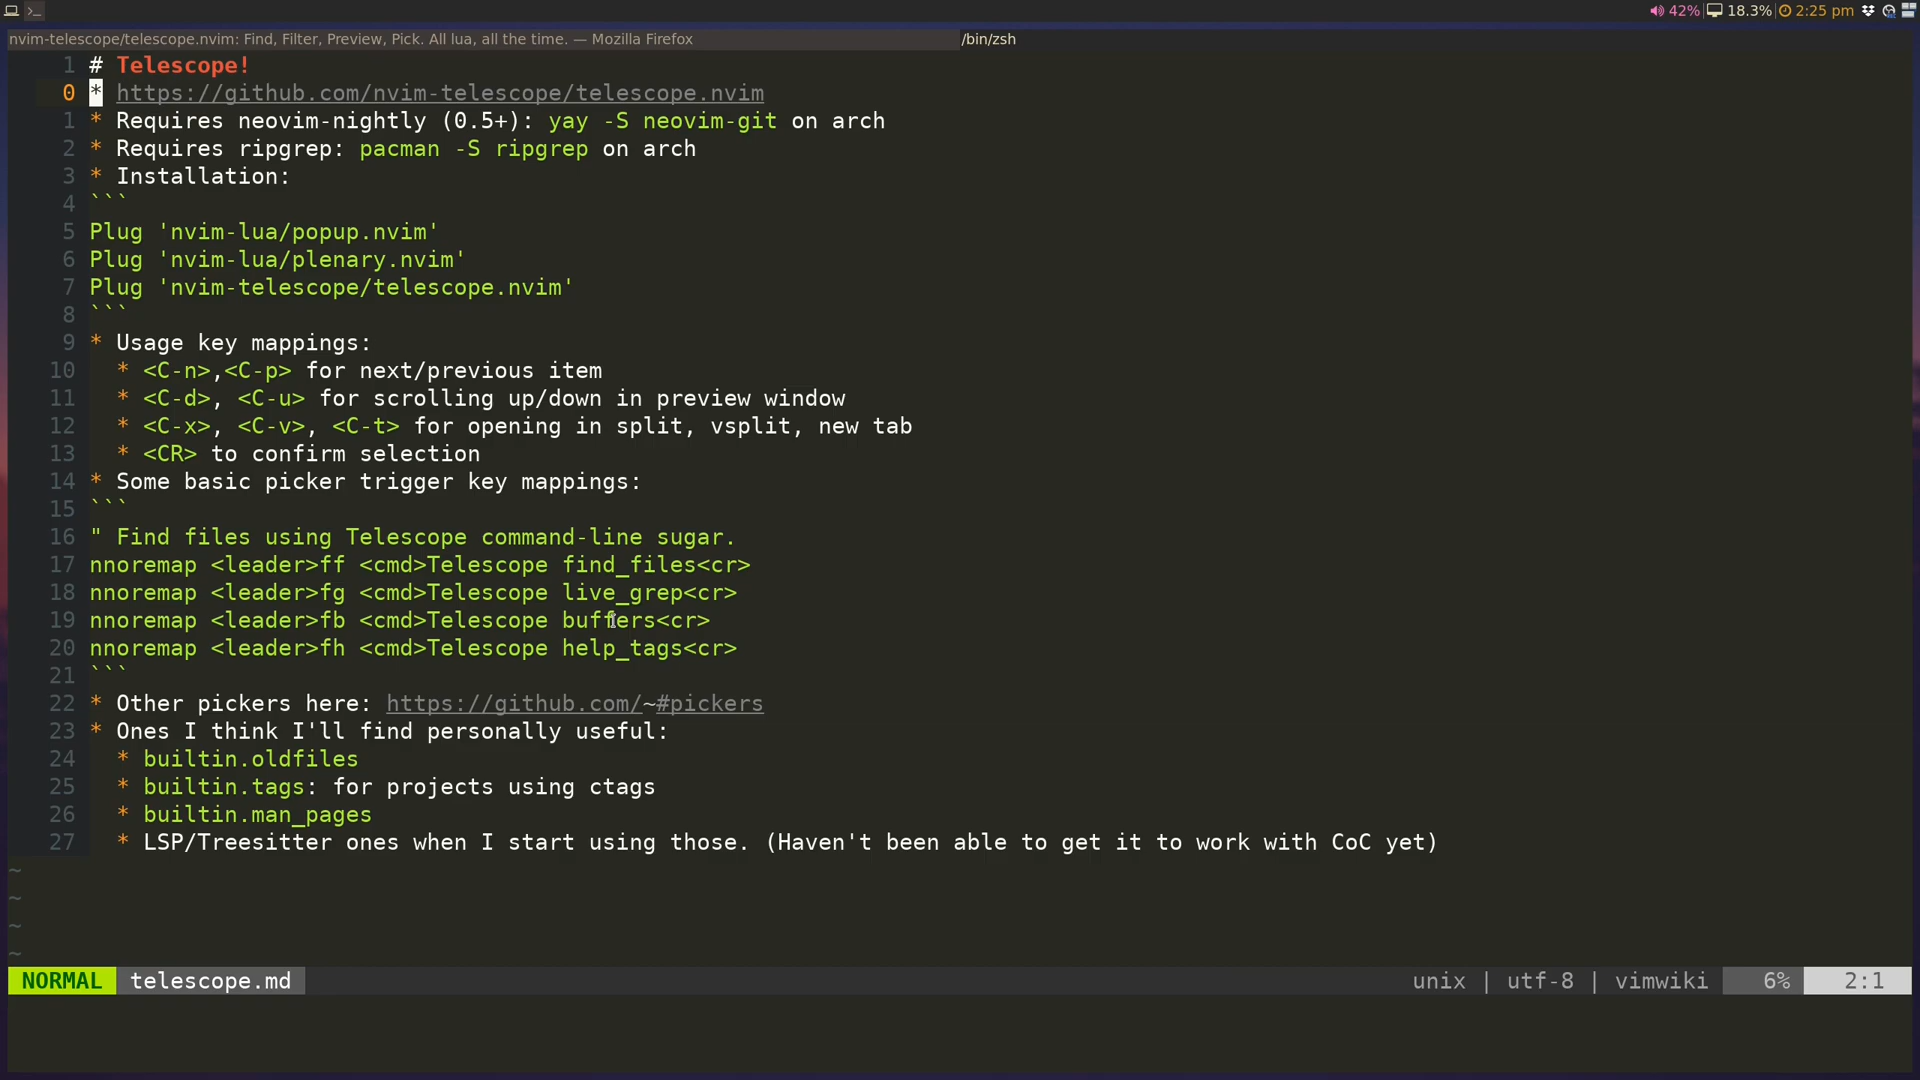 42% 18.3% 2:25 pm
nvim-telescope/telescope.nvim: Find, Filter, Preview, Pick. All lua, all the time. — Mozilla Firefox /bin/zsh
1 # Telescope!
0 * https://github.com/nvim-telescope/telescope.nvim
1 * Requires neovim-nightly (0.5+): yay -S neovim-git on arch
2 * Requires ripgrep: pacman -S ripgrep on arch
3 * Installation:
4 ```
5 Plug 'nvim-lua/popup.nvim'
6 Plug 'nvim-lua/plenary.nvim'
7 Plug 'nvim-telescope/telescope.nvim'
8 ```
9 * Usage key mappings:
10 * <C-n>,<C-p> for next/previous item
11 * <C-d>, <C-u> for scrolling up/down in preview window
12 * <C-x>, <C-v>, <C-t> for opening in split, vsplit, new tab
13 * <CR> to confirm selection
14 * Some basic picker trigger key mappings:
15 ```
16 " Find files using Telescope command-line sugar.
17 nnoremap <leader>ff <cmd>Telescope find_files<cr>
18 nnoremap <leader>fg <cmd>Telescope live_grep<cr>
19 nnoremap <leader>fb <cmd>Telescope buffers<cr>
20 nnoremap <leader>fh <cmd>Telescope help_tags<cr>
21 ```
22 * Other pickers here: https://github.com/~#pickers
23 * Ones I think I'll find personally useful:
24 * builtin.oldfiles
25 * builtin.tags: for projects using ctags
26 * builtin.man_pages
27 * LSP/Treesitter ones when I start using those. (Haven't been able to get it to work with CoC yet)
~
~
~
~
NORMAL telescope.md unix | utf-8 | vimwiki 6% 2:1